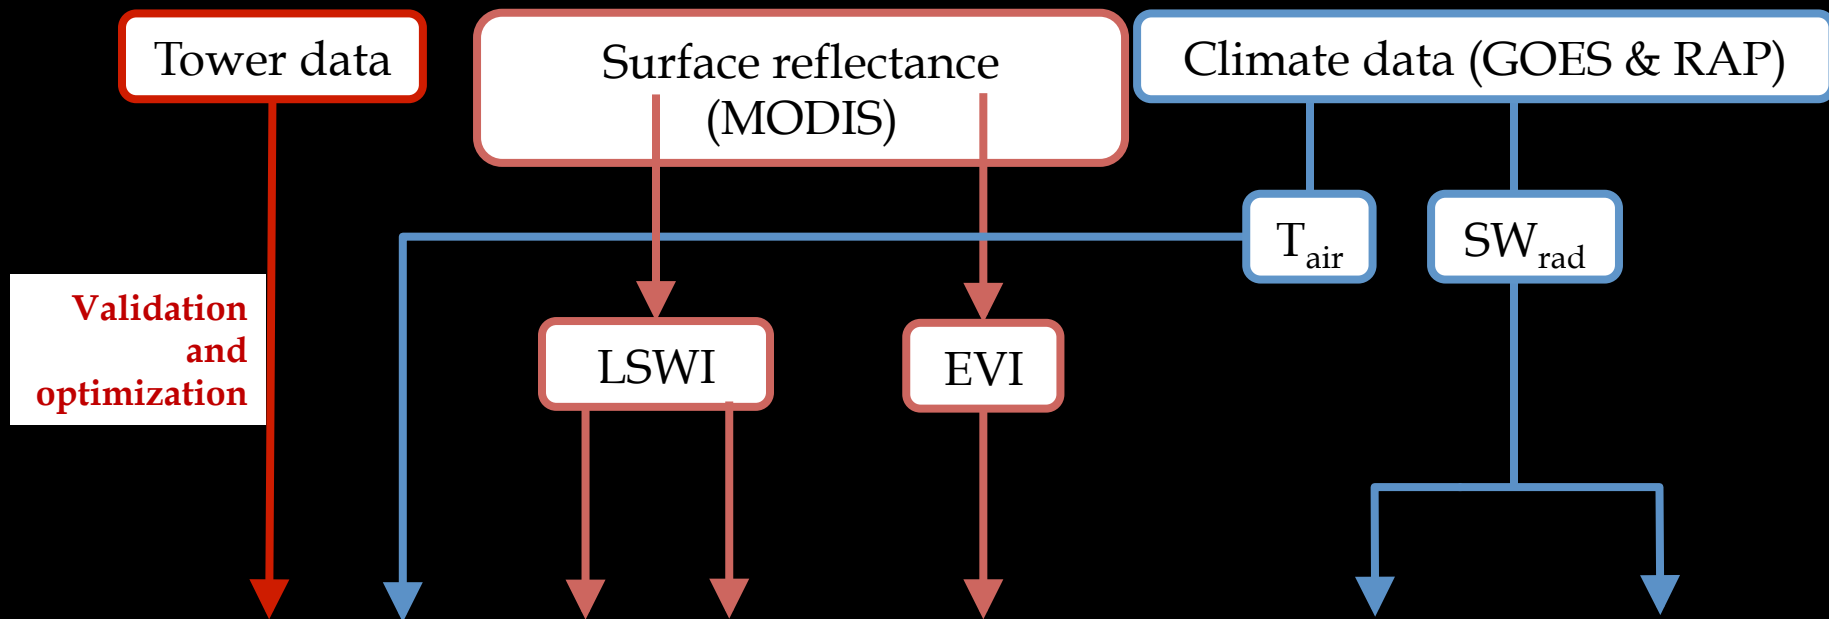 Tower data
Surface reflectance
(MODIS)
Climate data (GOES & RAP)
Tair
SWrad
Validation
and
optimization
LSWI
EVI